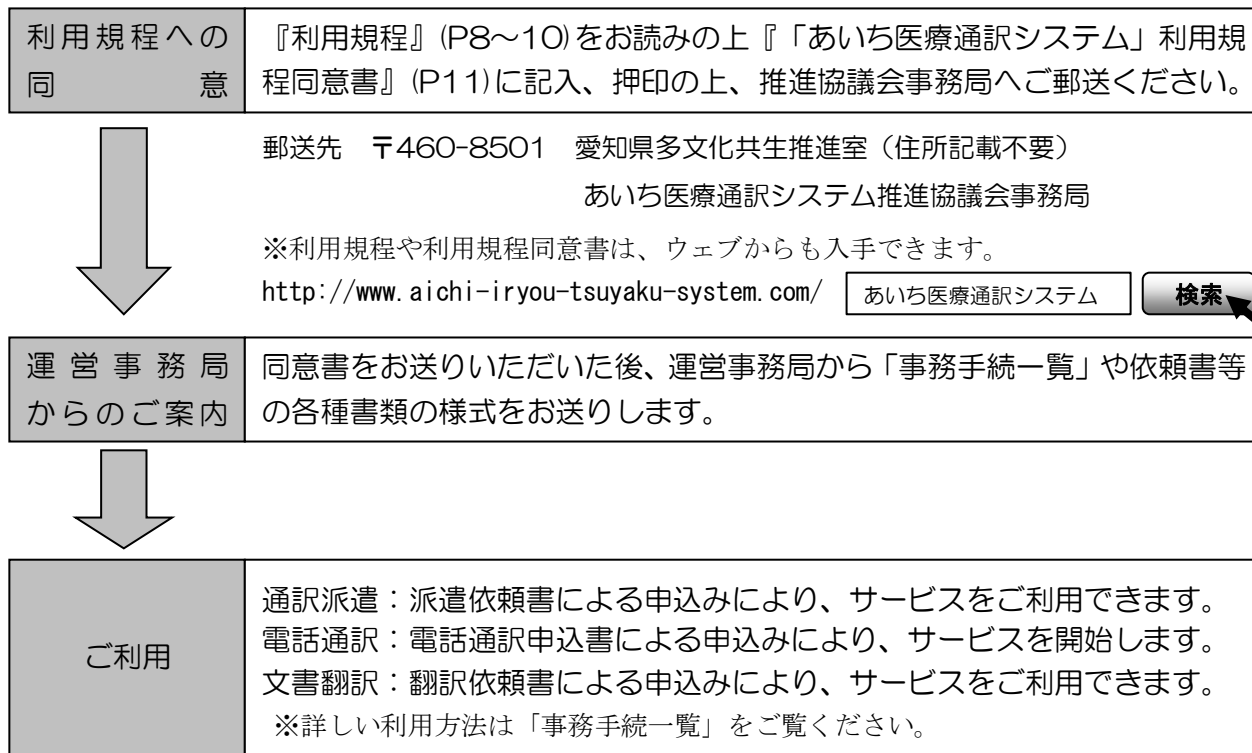 利用規程への
同意
『利用規程』(P8～10)をお読みの上『「あいち医療通訳システム」利用規
程同意書』(P11)に記入、押印の上、推進協議会事務局へご郵送ください。
郵送先　〒460-8501　愛知県多文化共生推進室（住所記載不要）
あいち医療通訳システム推進協議会事務局
※利用規程や利用規程同意書は、ウェブからも入手できます。
http://www.aichi-iryou-tsuyaku-system.com/ あいち医療通訳システム 検索
運営事務局
からのご案内
同意書をお送りいただいた後、運営事務局から「事務手続一覧」や依頼書等
の各種書類の様式をお送りします。
ご利用
通訳派遣：派遣依頼書による申込みにより、サービスをご利用できます。
電話通訳：電話通訳申込書による申込みにより、サービスを開始します。
文書翻訳：翻訳依頼書による申込みにより、サービスをご利用できます。
※詳しい利用方法は「事務手続一覧」をご覧ください。